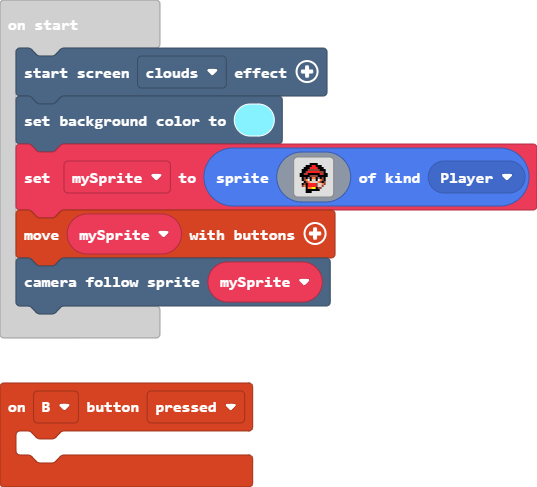 on start
start screen clouds effect
set background color to
set mySprite to sprite of kind Player
move mySprite with buttons
camera follow sprite mySprite
on B button pressed